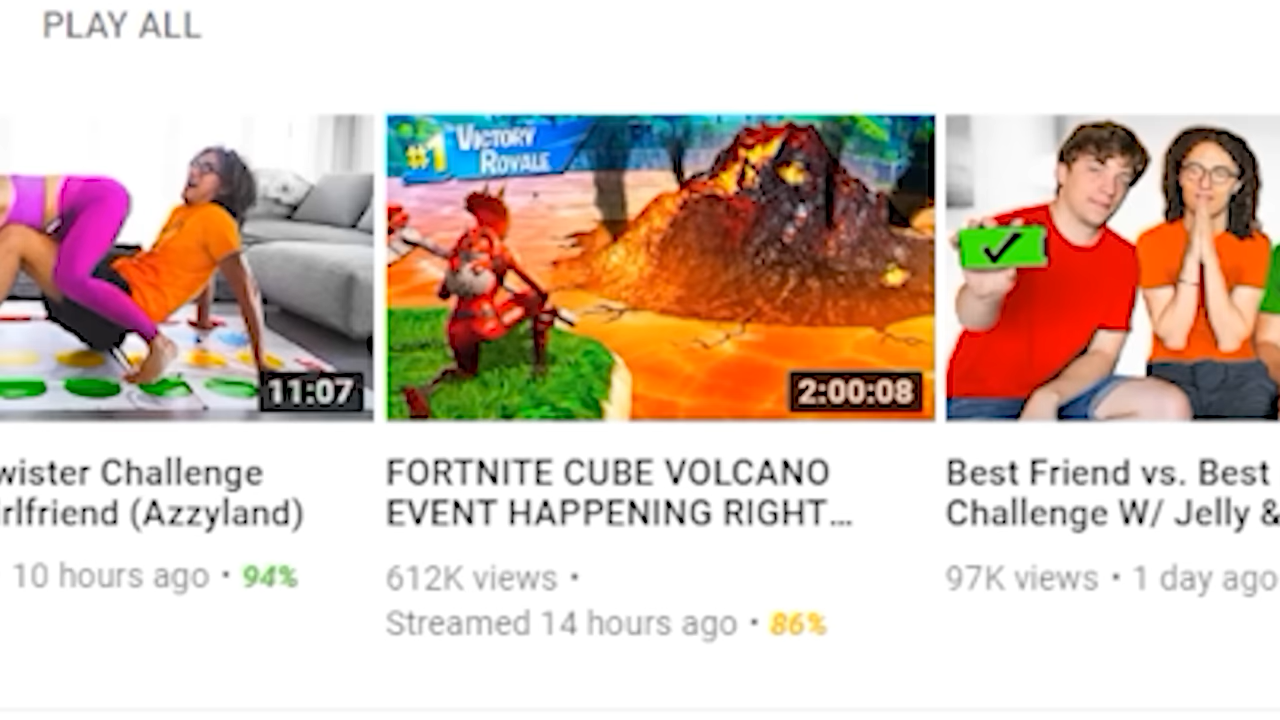 PLAY ALL
#1 VICTORY
ROYALE
11:07
2:00:08
wister Challenge
irlfriend (Azzyland)
10 hours ago • 94%
FORTNITE CUBE VOLCANO
EVENT HAPPENING RIGHT...
612K views •
Streamed 14 hours ago • 86%
Best Friend vs. Best
Challenge W/ Jelly &
97K views • 1 day ago